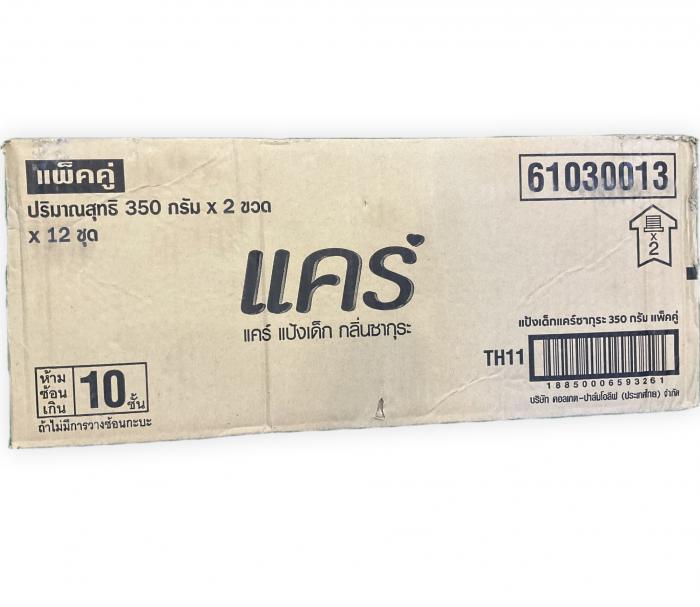 แพ็คคู่
ปริมาณสุทธิ 350 กรัม x 2 ขวด
x 12 ชุด
61030013
x
2
แคร์
แคร์ แป้งเด็ก กลิ่นซากุระ
แป้งเด็กแคร์ซากุระ 350 กรัม แพ็คคู่
TH11
18850006593261
บริษัท คอลเกต-ปาล์มโอลีฟ (ประเทศไทย) จำกัด
ห้าม
ซ้อน
เกิน
10 ชั้น
ถ้าไม่มีการวางซ้อนกะบะ